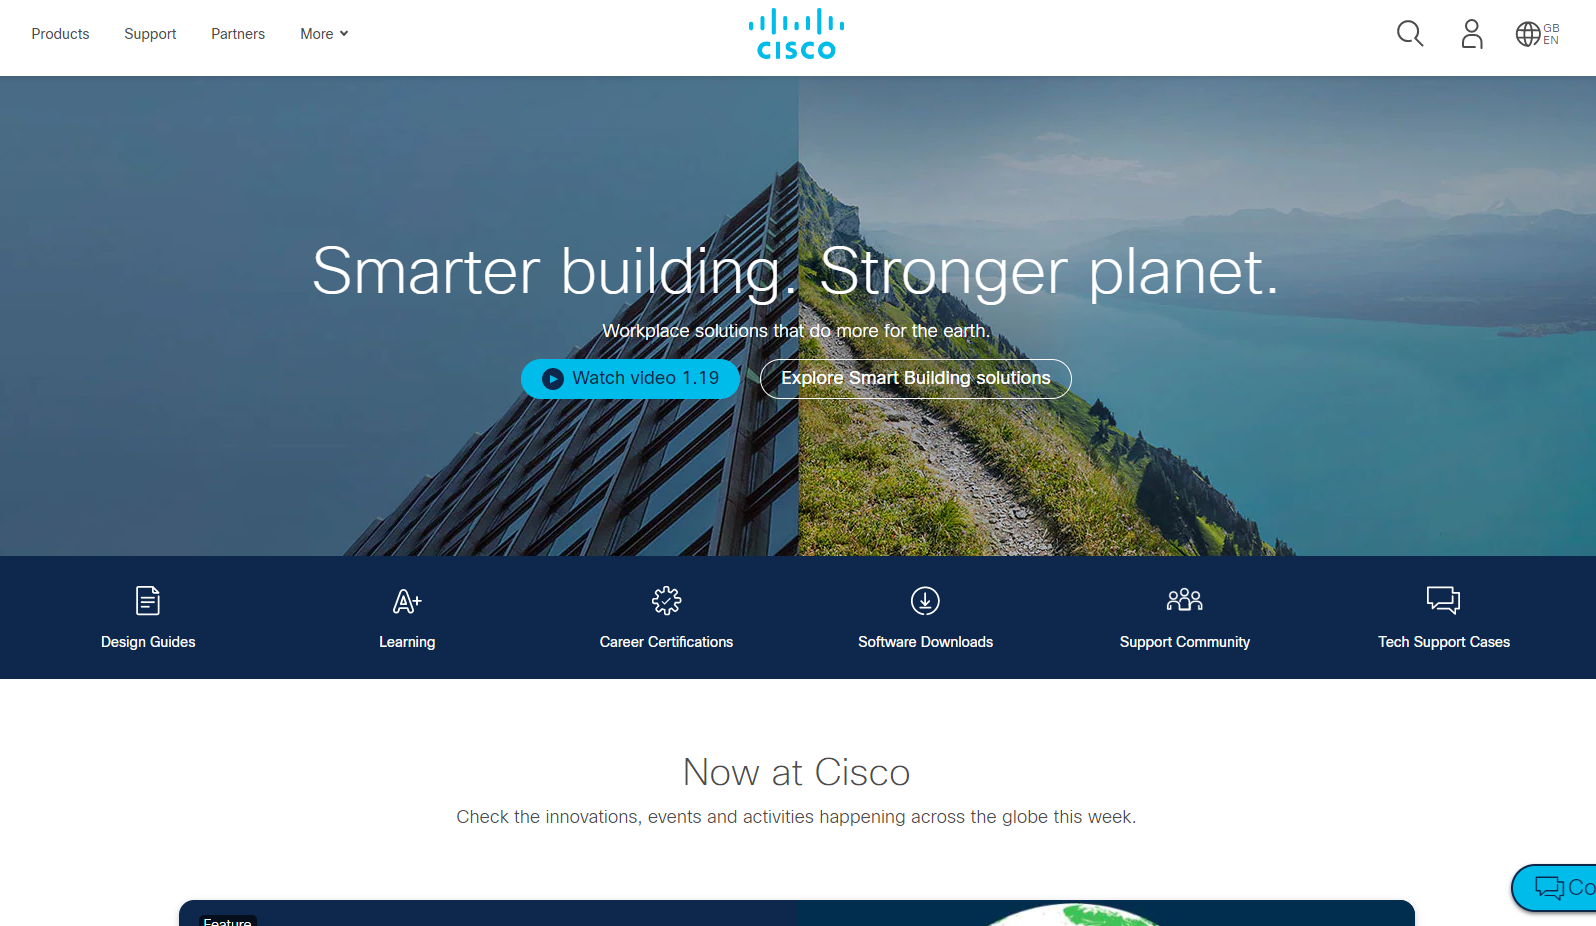 Products
Support
Partners
More
CISCO
GB
EN
Smarter building. Stronger planet.
Workplace solutions that do more for the earth.
Watch video 1.19
Explore Smart Building solutions
Design Guides
Learning
Career Certifications
Software Downloads
Support Community
Tech Support Cases
Now at Cisco
Check the innovations, events and activities happening across the globe this week.
Co
Feature